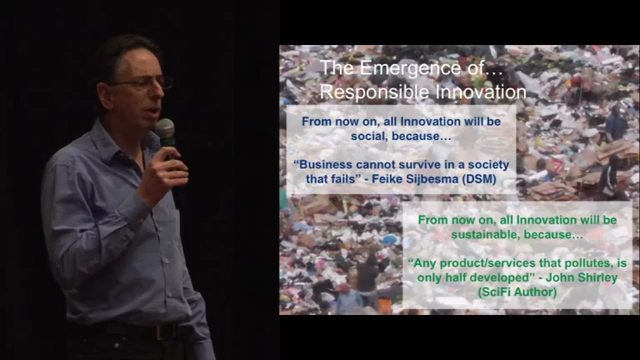 The Emergence of…
Responsible Innovation
From now on, all Innovation will be
social, because…
“Business cannot survive in a society
that fails” - Feike Sijbesma (DSM)
From now on, all Innovation will be
sustainable, because…
“Any product/services that pollutes, is
only half developed” - John Shirley
(SciFi Author)